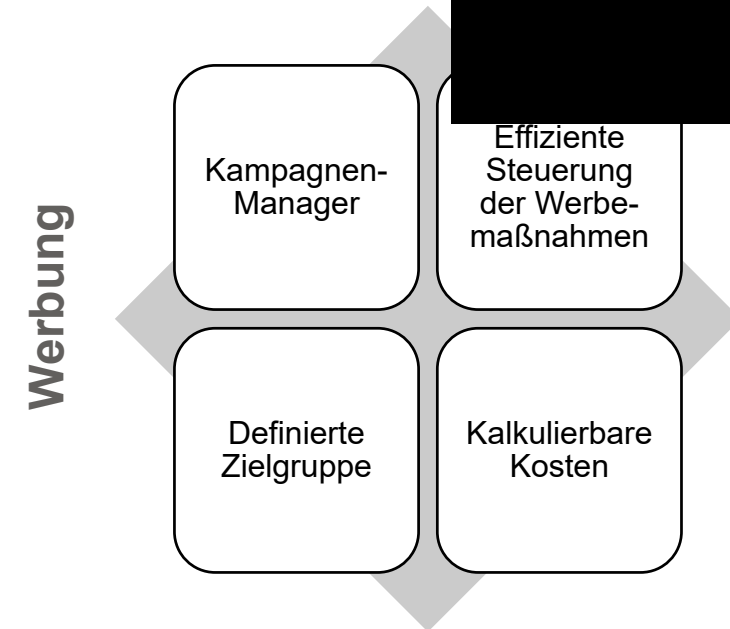 Werbung
Kampagnen-
Manager
Effiziente
Steuerung
der Werbe-
maßnahmen
Definierte
Zielgruppe
Kalkulierbare
Kosten